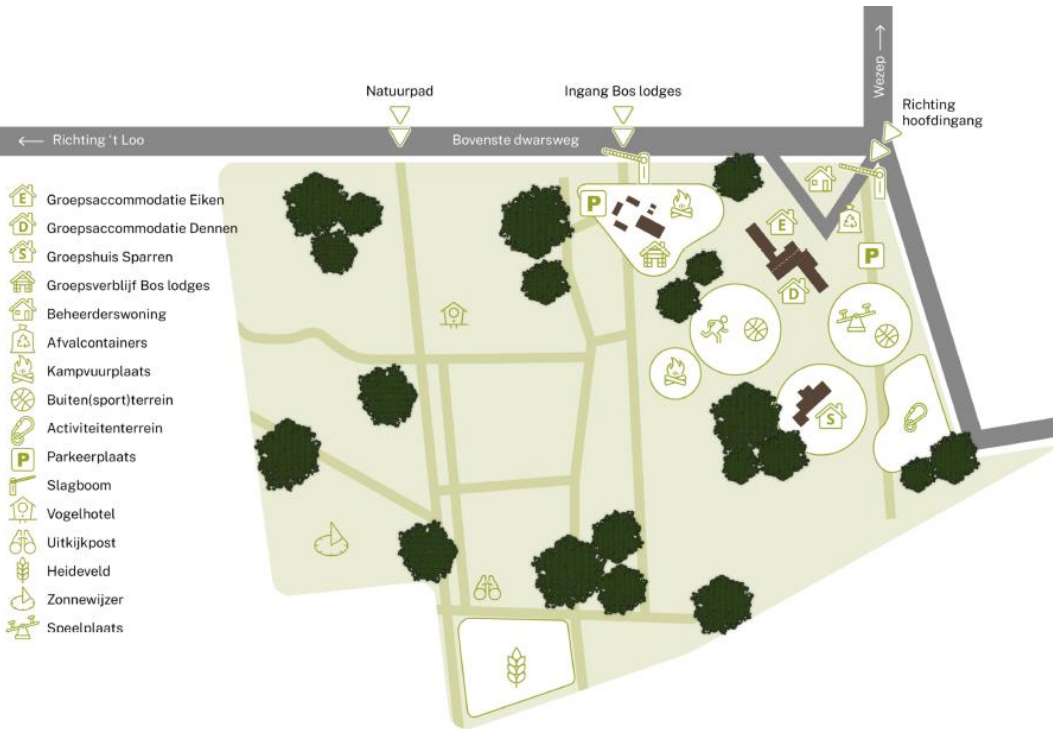 Wezep →
Natuurpad
Ingang Bos lodges
Richting
hoofdingang
← Richting 't Loo
Bovenste dwarsweg
E Groepsaccommodatie Eiken
D Groepsaccommodatie Dennen
S Groepshuis Sparren
Groepsverblijf Bos lodges
Beheerderswoning
Afvalcontainers
Kampvuurplaats
Buiten(sport)terrein
Activiteitenterrein
P Parkeerplaats
Slagboom
Vogelhotel
Uitkijkpost
Heideveld
Zonnewijzer
Speelplaats
P
E
P
D
S